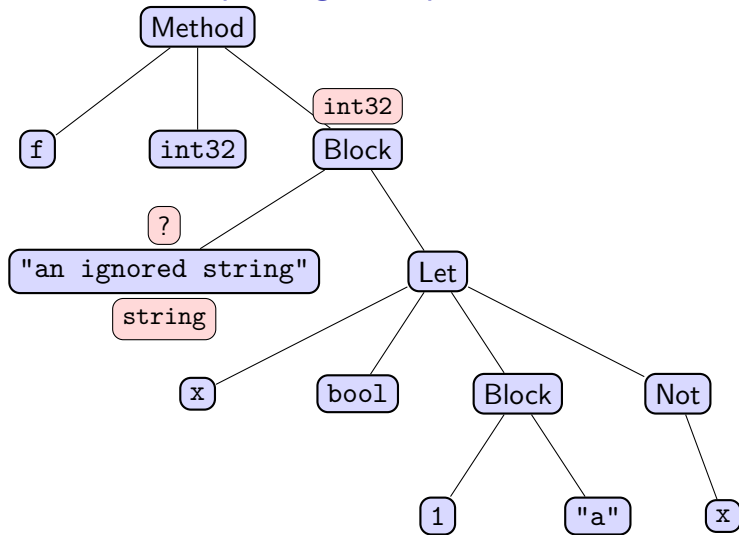 Method
int32
f
int32
Block
?
"an ignored string"
Let
string
x
bool
Block
Not
1
"a"
x